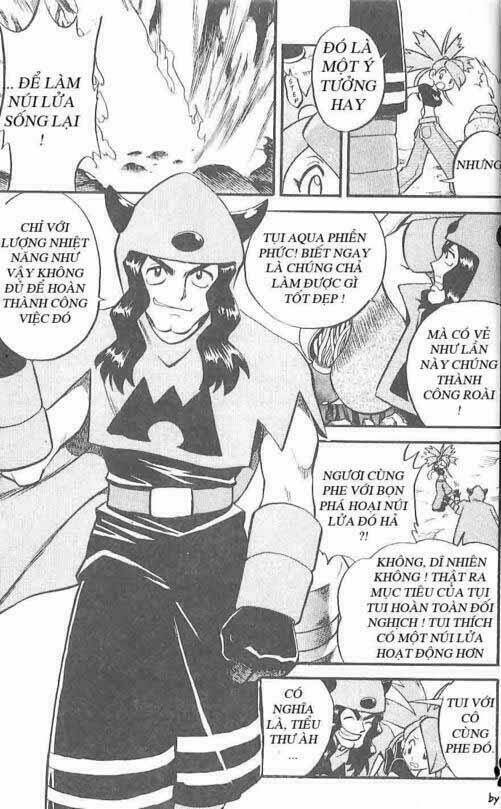 ĐÓ LÀ
MỘT Ý
TƯỞNG
HAY
NHƯNG
... ĐỂ LÀM
NÚI LỬA
SỐNG LẠI
!
TỤI AQUA PHIỀN
PHỨC! BIẾT NGAY
LÀ CHÚNG CHẢ
LÀM ĐƯỢC GÌ
TỐT ĐẸP !
MÀ CÓ VẺ
NHƯ LẦN
NÀY CHÚNG
THÀNH
CÔNG ROÀI
!
CHỈ VỚI
LƯỢNG NHIỆT
NĂNG NHƯ
VẬY KHÔNG
ĐỦ ĐỂ HOÀN
THÀNH CÔNG
VIỆC ĐÓ
NGƯƠI CÙNG
PHE VỚI BỌN
PHÁ HOẠI NÚI
LỬA ĐÓ HẢ
?!
KHÔNG, DĨ NHIÊN
KHÔNG ! THẬT RA
MỤC TIÊU CỦA TỤI
TUI HOÀN TOÀN ĐỐI
NGHỊCH ! TUI THÍCH
CÓ MỘT NÚI LỬA
HOẠT ĐỘNG HƠN
CÓ
NGHĨA
LÀ, TIỂU
THƯ ÀH
...
TUI VỚI
CÔ
CÙNG
PHE ĐÓ.
by